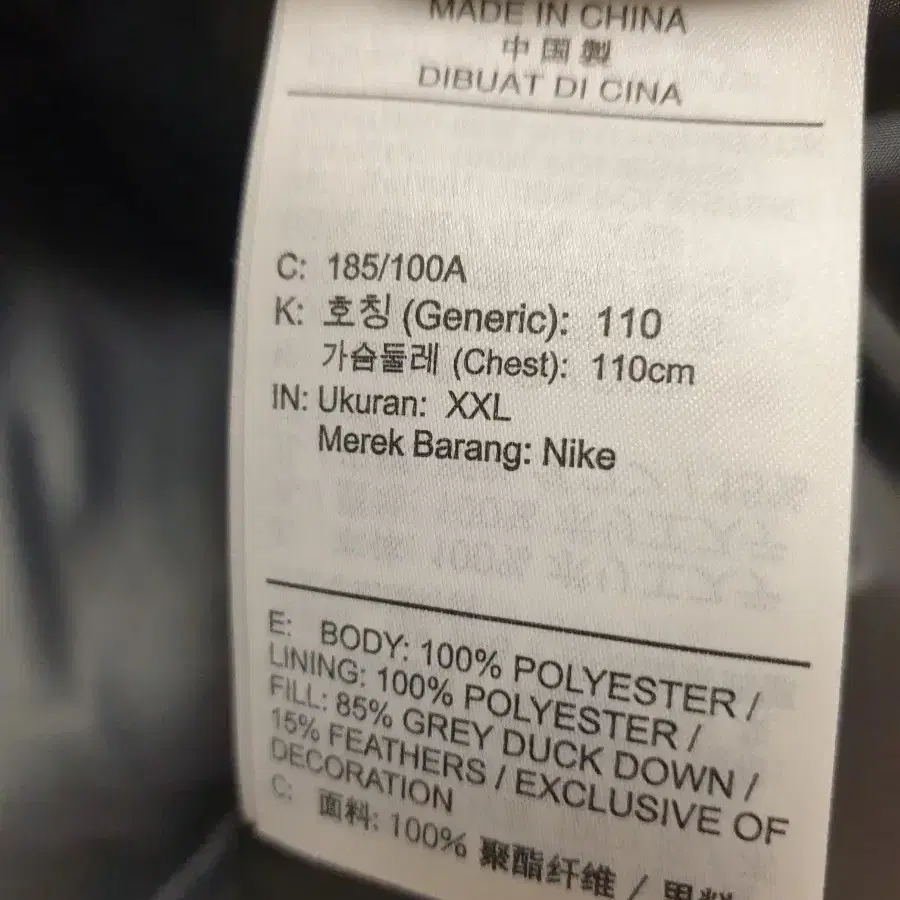 MADE IN CHINA
中国製
DIBUAT DI CINA
C: 185/100A
K: 호칭 (Generic): 110
가슴둘레 (Chest): 110cm
IN: Ukuran: XXL
Merek Barang: Nike
E: BODY: 100% POLYESTER /
LINING: 100% POLYESTER /
FILL: 85% GREY DUCK DOWN /
15% FEATHERS / EXCLUSIVE OF
DECORATION
C: 面料: 100% 聚酯纤维 /